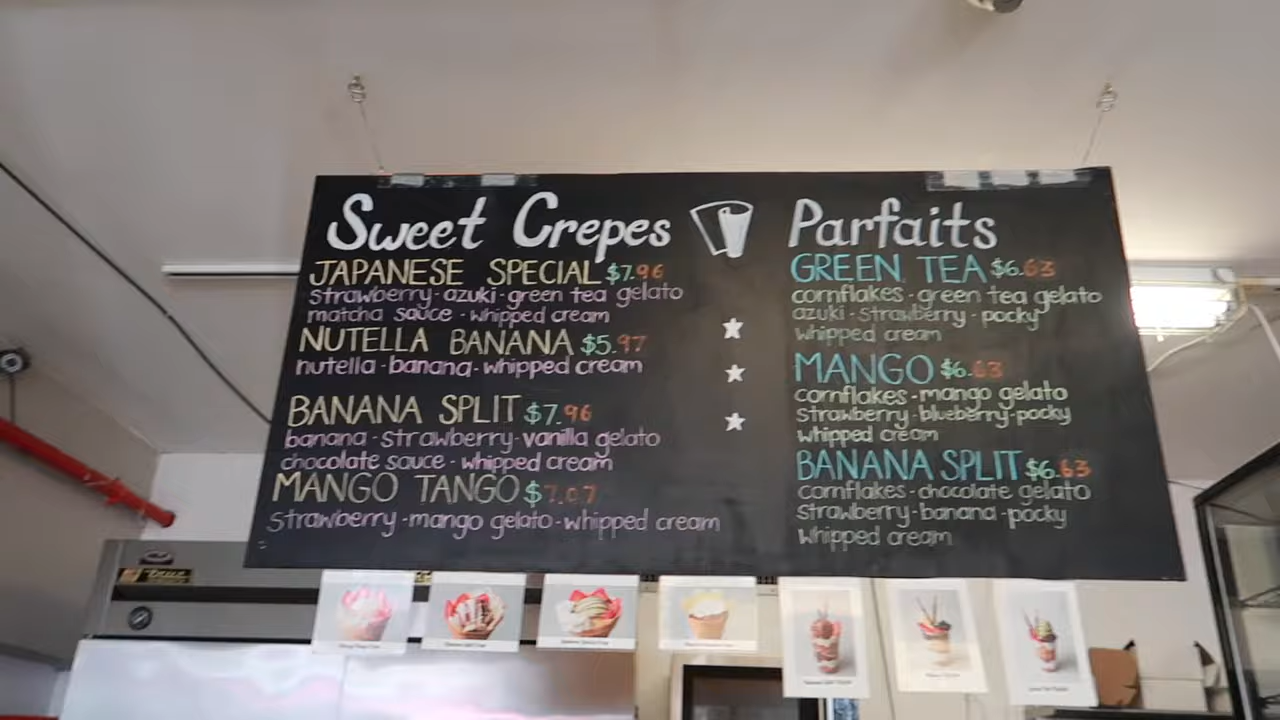 Sweet Crepes
JAPANESE SPECIAL $7.96
strawberry - azuki - green tea gelato
matcha sauce - whipped cream
NUTELLA BANANA $5.97
nutella - banana - whipped cream
BANANA SPLIT $7.96
banana - strawberry - vanilla gelato
chocolate sauce - whipped cream
MANGO TANGO $7.07
strawberry - mango gelato - whipped cream
Parfaits
GREEN TEA $6.63
cornflakes - green tea gelato
azuki - strawberry - pocky
whipped cream
MANGO $6.63
cornflakes - mango gelato
strawberry - blueberry - pocky
whipped cream
BANANA SPLIT $6.63
cornflakes - chocolate gelato
strawberry - banana - pocky
whipped cream